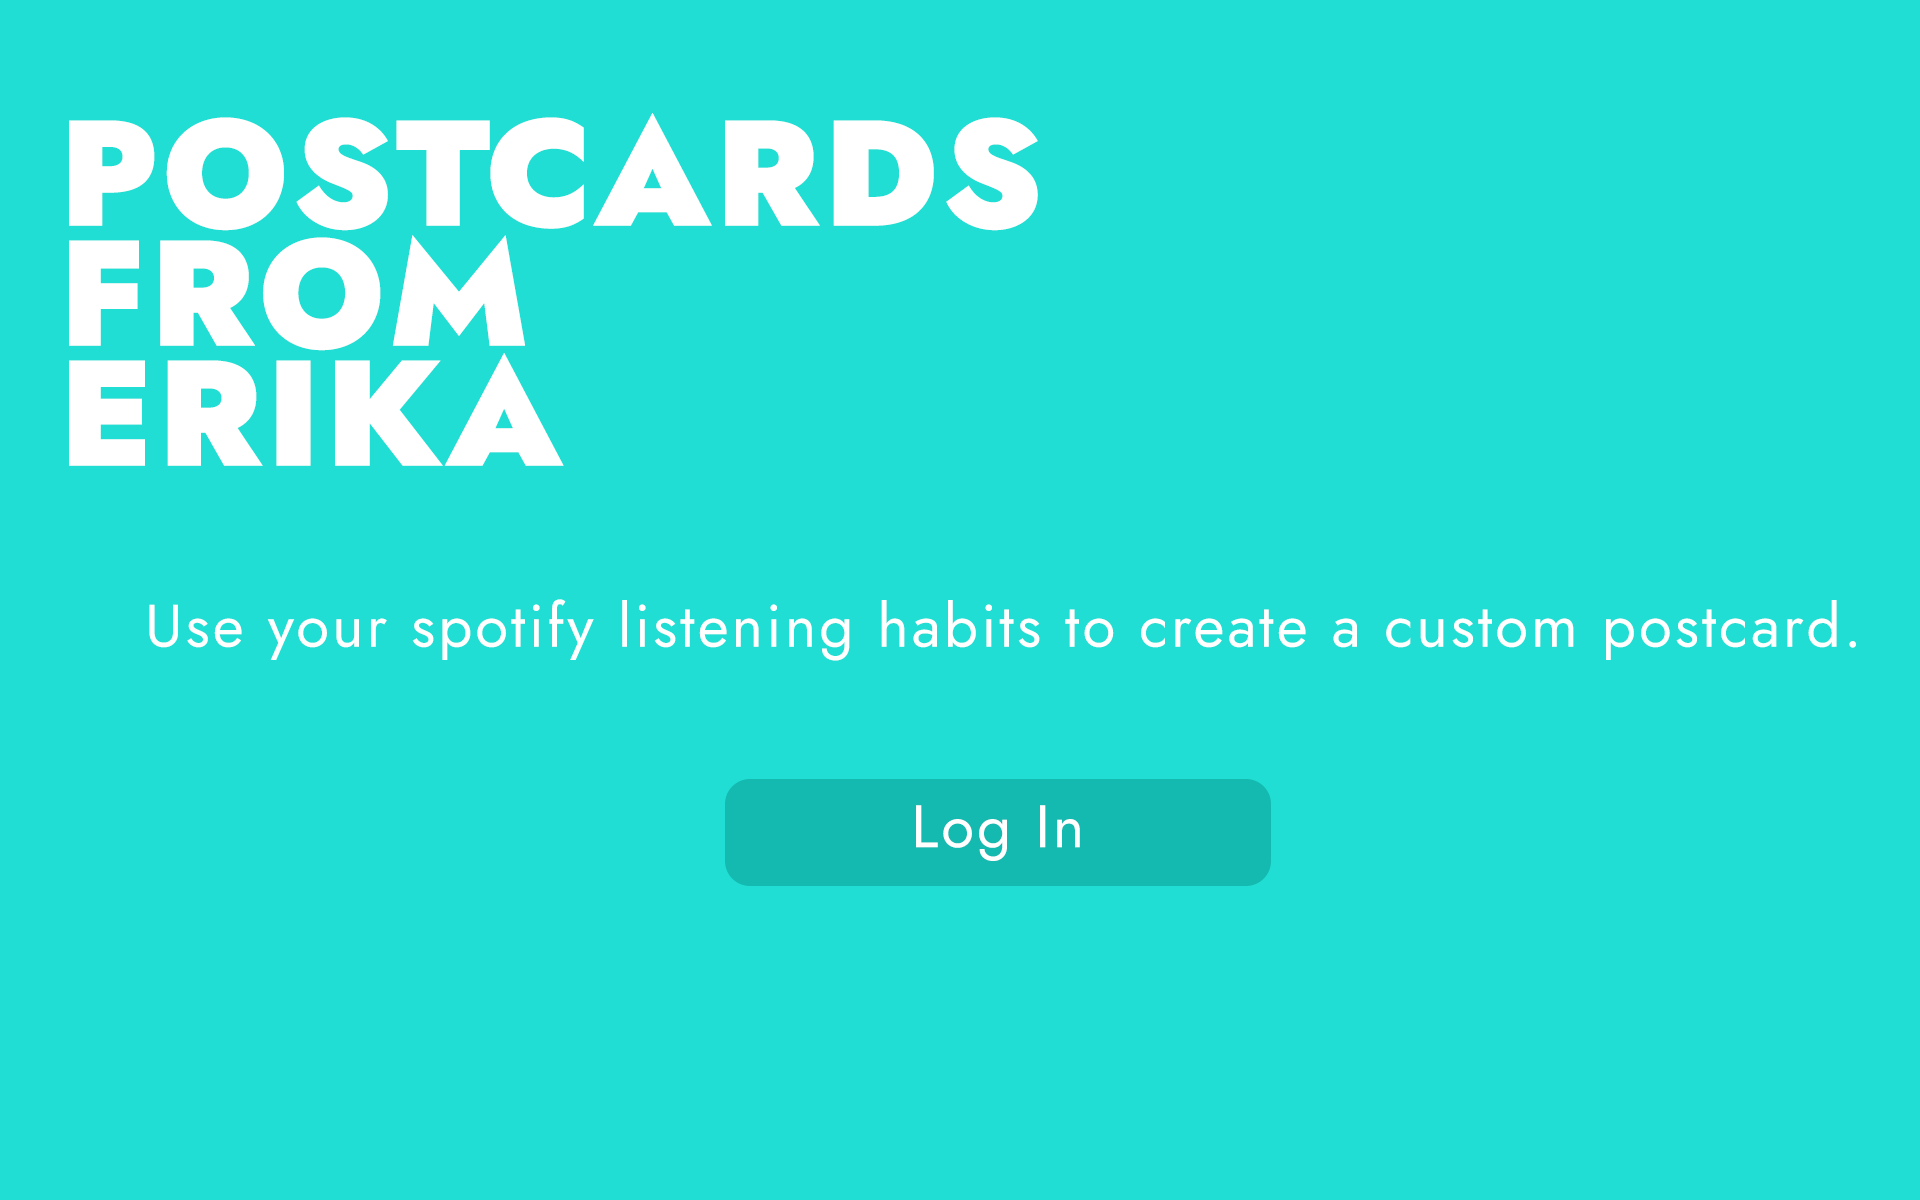 POSTCARDS
FROM
ERIKA
Use your spotify listening habits to create a custom postcard.
Log In